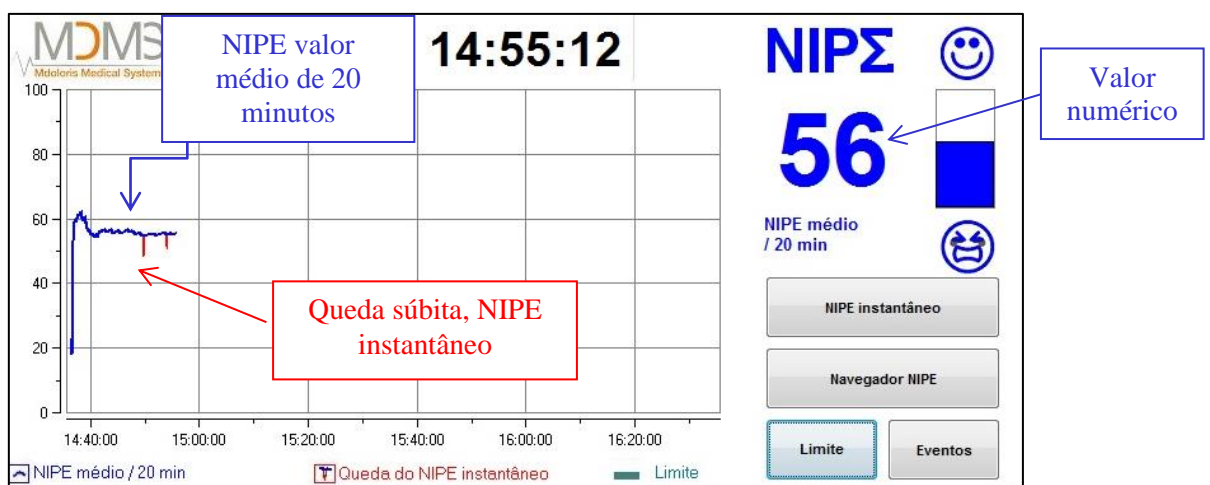 MDMS
Mdoloris Medical System
NIPE valor
médio de 20
minutos
14:55:12
NIPΣ
Valor
numérico
56
NIPE médio
/ 20 min
100
80
60
40
20
0
Queda súbita, NIPE
instantâneo
14:40:00 15:00:00 15:20:00 15:40:00 16:00:00 16:20:00
NIPE médio / 20 min Queda do NIPE instantâneo Limite
NIPE instantâneo
Navegador NIPE
Limite Eventos